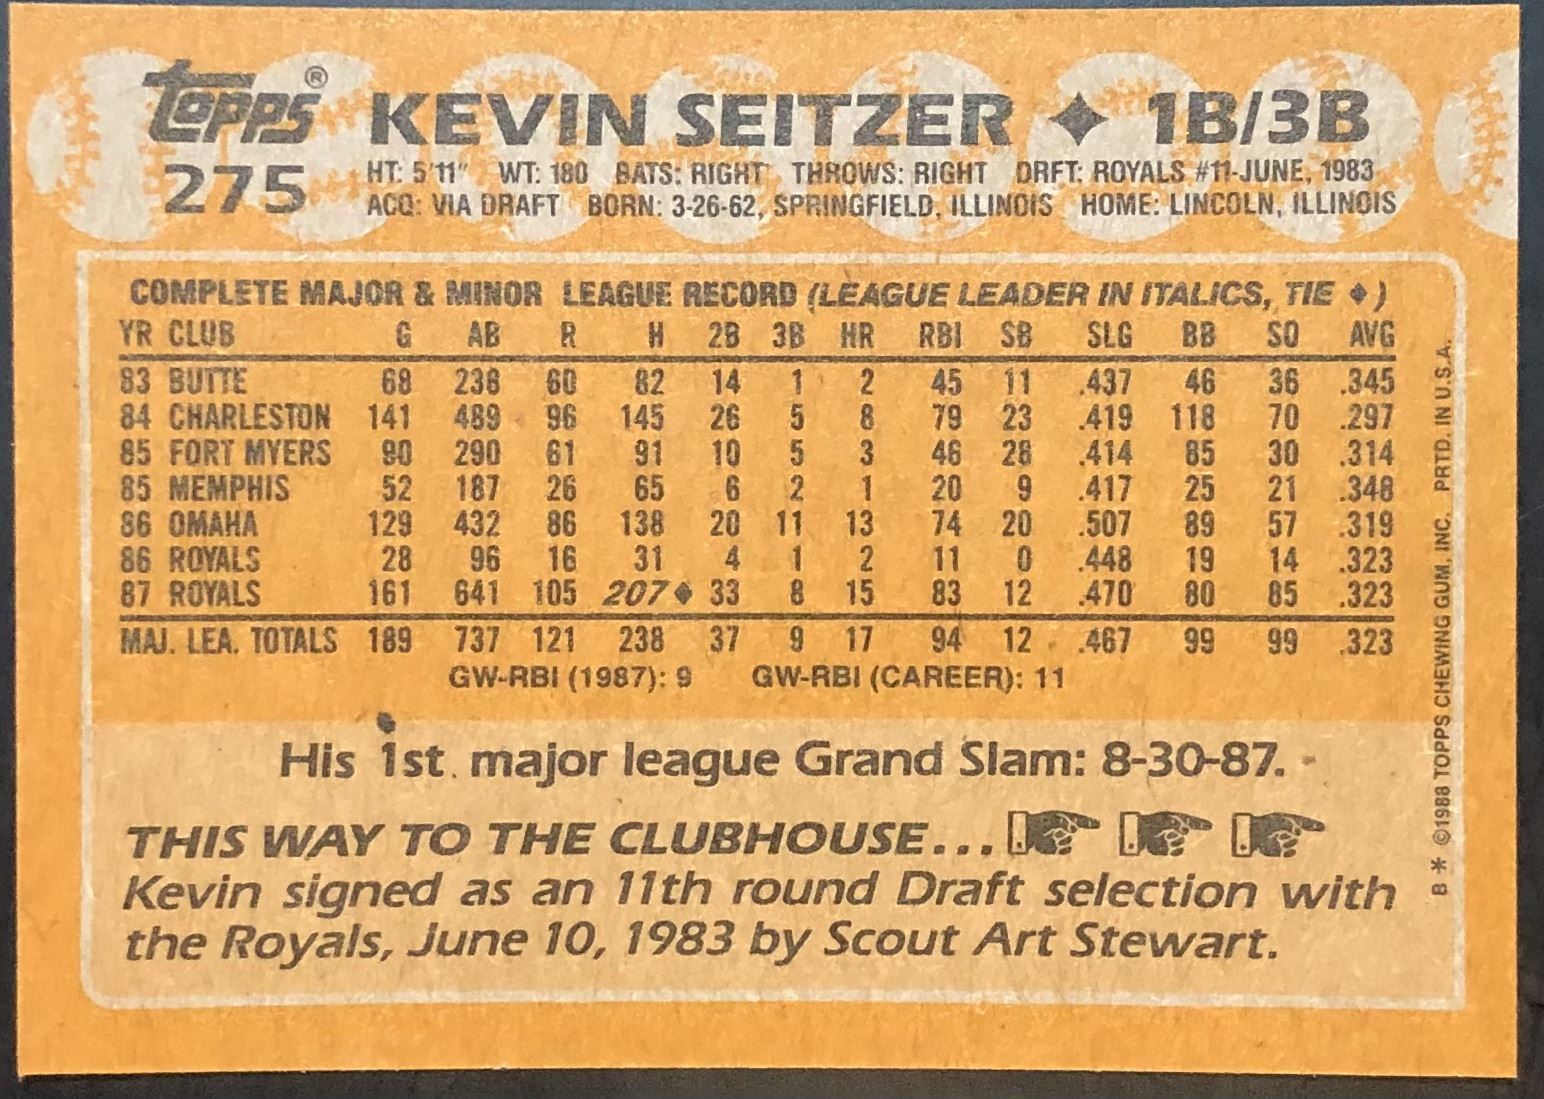 Topps®
KEVIN SEITZER ♦ 1B/3B
275
HT: 5'11" WT: 180 BATS: RIGHT THROWS: RIGHT DRFT: ROYALS #11-JUNE, 1983
ACQ: VIA DRAFT BORN: 3-26-62, SPRINGFIELD, ILLINOIS HOME: LINCOLN, ILLINOIS
COMPLETE MAJOR & MINOR LEAGUE RECORD (LEAGUE LEADER IN ITALICS, TIE ♦)
YR CLUB G AB R H 2B 3B HR RBI SB SLG BB SO AVG
83 BUTTE 68 238 60 82 14 1 2 45 11 .437 46 36 .345
84 CHARLESTON 141 489 96 145 26 5 8 79 23 .419 118 70 .297
85 FORT MYERS 90 290 61 91 10 5 3 46 28 .414 85 30 .314
85 MEMPHIS 52 187 26 65 6 2 1 20 9 .417 25 21 .348
86 OMAHA 129 432 86 138 20 11 13 74 20 .507 89 57 .319
86 ROYALS 28 96 16 31 4 1 2 11 0 .448 19 14 .323
87 ROYALS 161 641 105 207♦ 33 8 15 83 12 .470 80 85 .323
MAJ. LEA. TOTALS 189 737 121 238 37 9 17 94 12 .467 99 99 .323
GW-RBI (1987): 9 GW-RBI (CAREER): 11
His 1st major league Grand Slam: 8-30-87.
THIS WAY TO THE CLUBHOUSE...
Kevin signed as an 11th round Draft selection with
the Royals, June 10, 1983 by Scout Art Stewart.
B* ©1988 TOPPS CHEWING GUM, INC. PRTD. IN U.S.A.